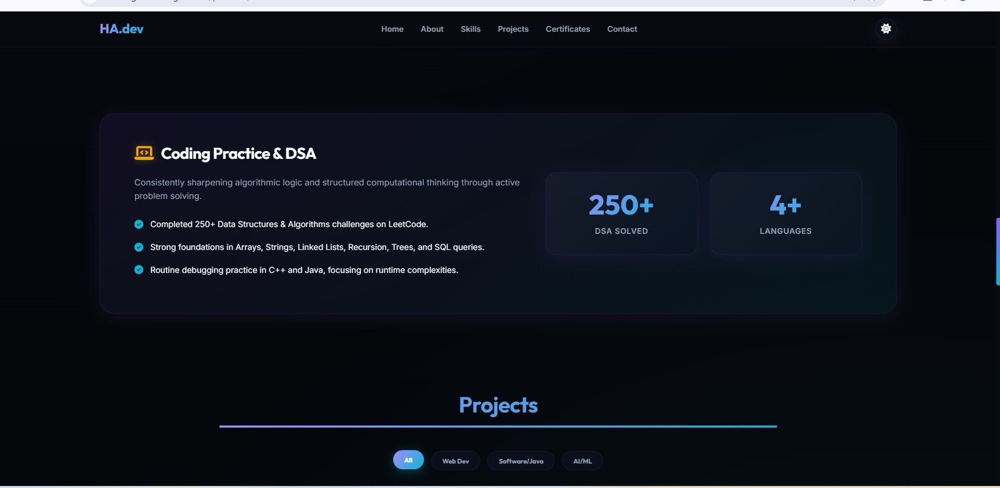 HA.dev
Home
About
Skills
Projects
Certificates
Contact
Coding Practice & DSA
Consistently sharpening algorithmic logic and structured computational thinking through active
problem solving.
Completed 250+ Data Structures & Algorithms challenges on LeetCode.
Strong foundations in Arrays, Strings, Linked Lists, Recursion, Trees, and SQL queries.
Routine debugging practice in C++ and Java, focusing on runtime complexities.
250+
DSA SOLVED
4+
LANGUAGES
Projects
All
Web Dev
Software/Java
AI/ML